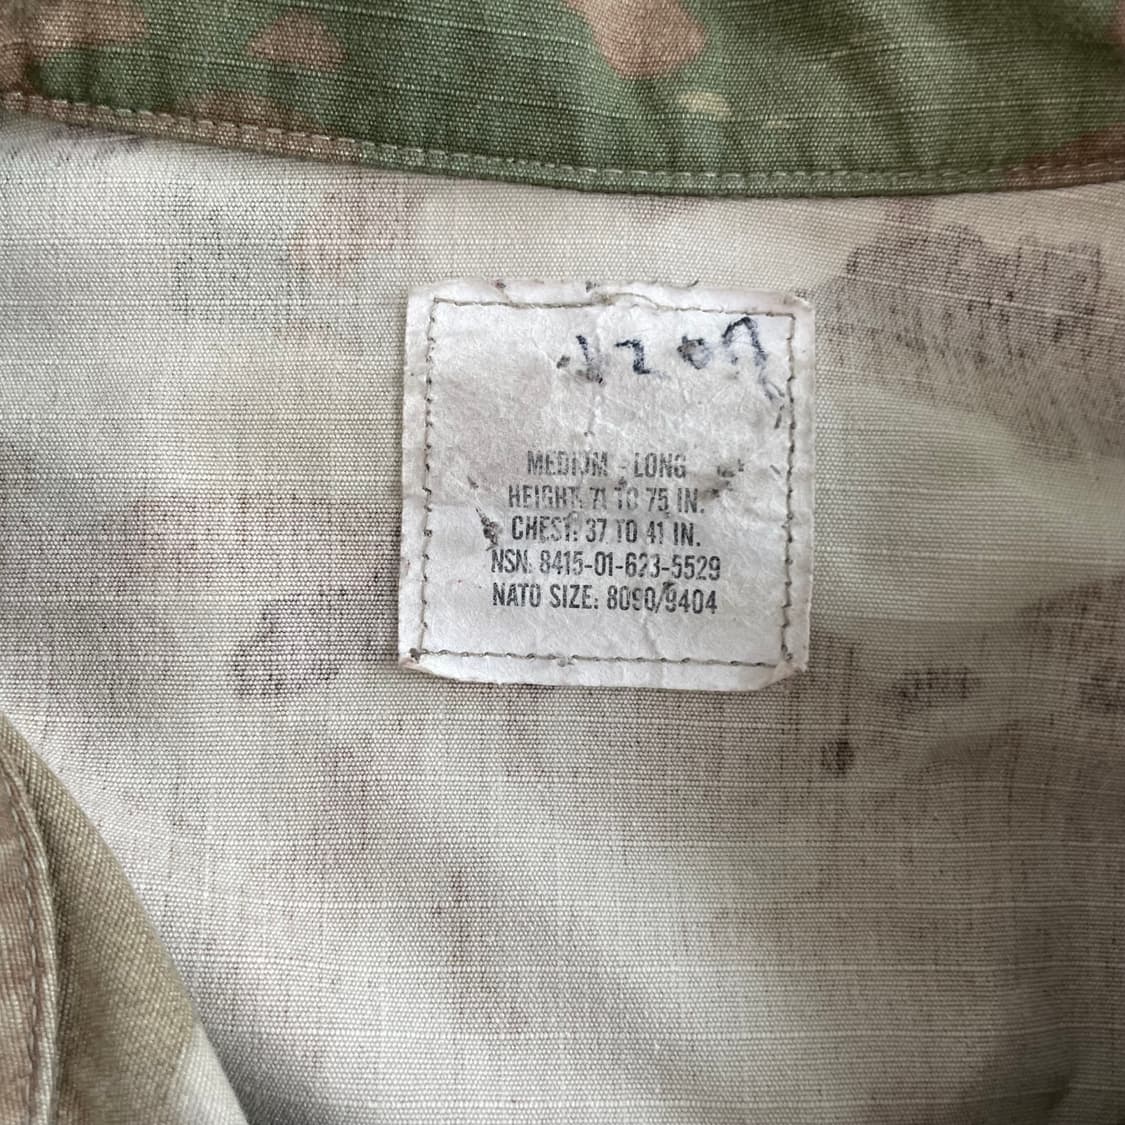 MEDIUM - LONG
HEIGHT: 71 TO 75 IN.
CHEST: 37 TO 41 IN.
NSN: 8415-01-623-5529
NATO SIZE: 8090/9404